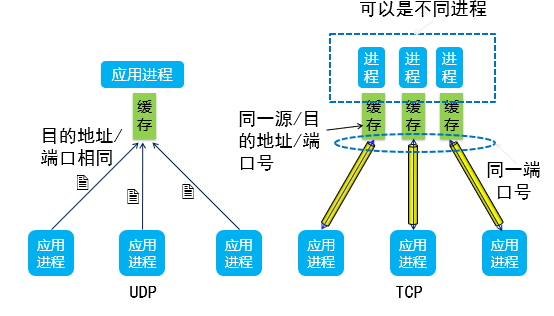 可以是不同进程
应用进程
缓
存
目的地址/
端口相同
应用
进程
应用
进程
应用
进程
UDP
进
程
进
程
进
程
缓
存
缓
存
缓
存
同一源/目
的地址/端
口号
同一端
口号
应用
进程
应用
进程
应用
进程
TCP